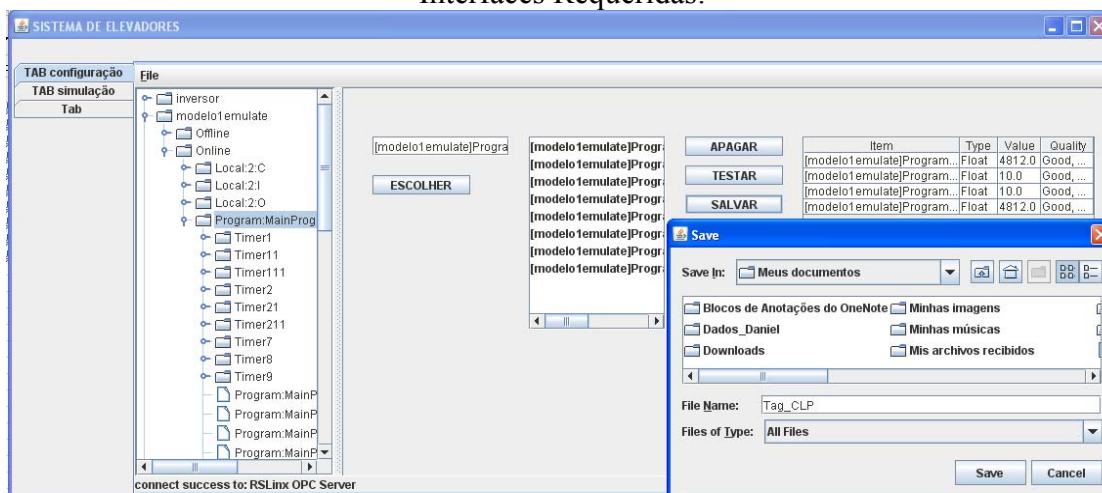 Interfaces Requeridas.
SISTEMA DE ELEVADORES
TAB configuração
TAB simulação
Tab
File
inversor
modelo1emulate
Offline
Online
Local:2:C
Local:2:I
Local:2:O
Program:MainProg
Timer1
Timer11
Timer111
Timer2
Timer21
Timer211
Timer7
Timer8
Timer9
Program:MainP
Program:MainP
Program:MainP
Program:MainP
connect success to: RSLinx OPC Server
[modelo1emulate]Progra
ESCOLHER
[modelo1emulate]Progr
[modelo1emulate]Progr
[modelo1emulate]Progr
[modelo1emulate]Progr
[modelo1emulate]Progr
[modelo1emulate]Progr
[modelo1emulate]Progr
[modelo1emulate]Progr
APAGAR
TESTAR
SALVAR
Item Type Value Quality
[modelo1emulate]Program... Float 4812.0 Good, ...
[modelo1emulate]Program... Float 10.0 Good, ...
[modelo1emulate]Program... Float 10.0 Good, ...
[modelo1emulate]Program... Float 4812.0 Good, ...
Save
Save In: Meus documentos
Blocos de Anotações do OneNote Minhas imagens
Dados_Daniel Minhas músicas
Downloads Mis archivos recibidos
File Name: Tag_CLP
Files of Type: All Files
Save Cancel